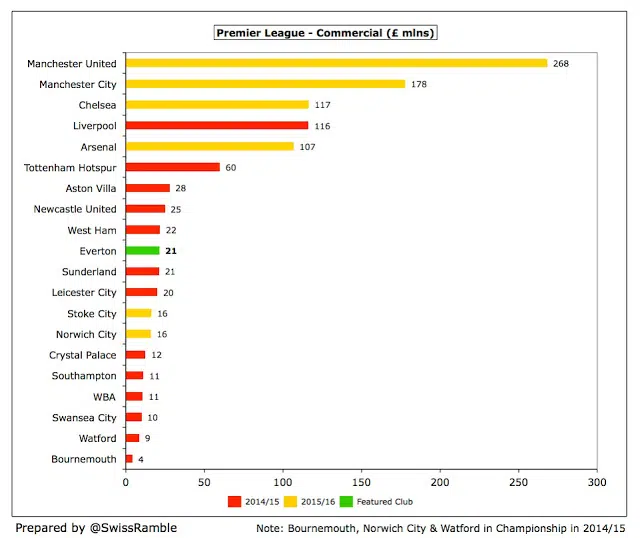 Premier League - Commercial (£ mlns)
Manchester United 268
Manchester City 178
Chelsea 117
Liverpool 116
Arsenal 107
Tottenham Hotspur 60
Aston Villa 28
Newcastle United 25
West Ham 22
Everton 21
Sunderland 21
Leicester City 20
Stoke City 16
Norwich City 16
Crystal Palace 12
Southampton 11
WBA 11
Swansea City 10
Watford 9
Bournemouth 4
0 50 100 150 200 250 300
2014/15 2015/16 Featured Club
Prepared by @SwissRamble Note: Bournemouth, Norwich City & Watford in Championship in 2014/15